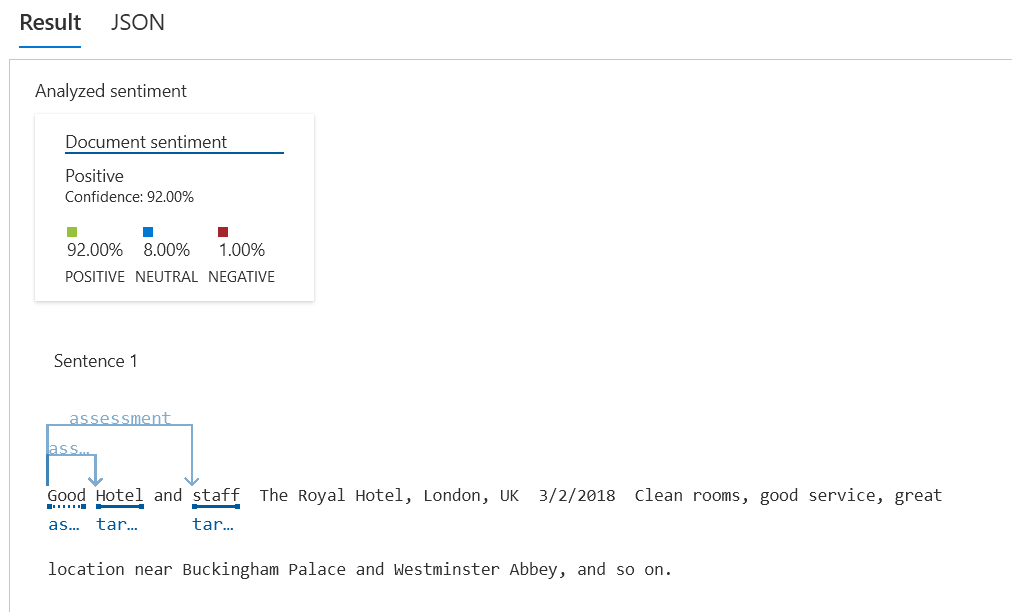 Result JSON
Analyzed sentiment
Document sentiment
Positive
Confidence: 92.00%
92.00% 8.00% 1.00%
POSITIVE NEUTRAL NEGATIVE
Sentence 1
assessment
ass...
Good Hotel and staff  The Royal Hotel, London, UK  3/2/2018  Clean rooms, good service, great
as... tar... tar...
location near Buckingham Palace and Westminster Abbey, and so on.